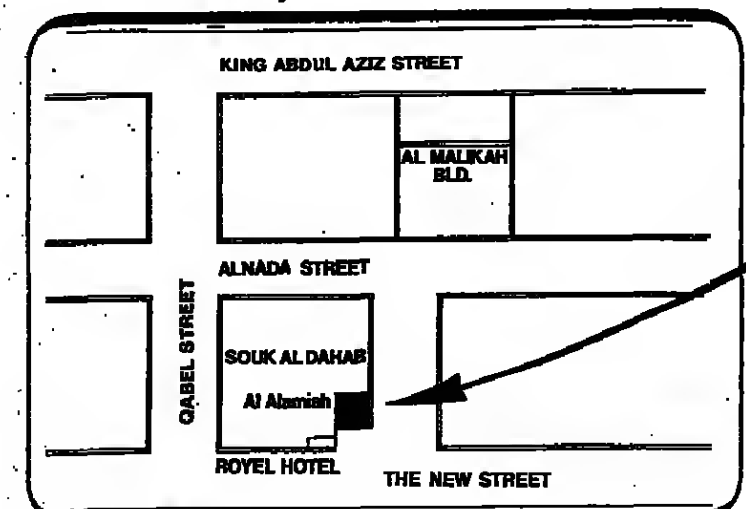 KING ABDUL AZIZ STREET
AL MALIKAH
BLD.
ALNADA STREET
QABEL STREET
SOUK AL DAHAB
Al Alamiah
ROYEL HOTEL
THE NEW STREET